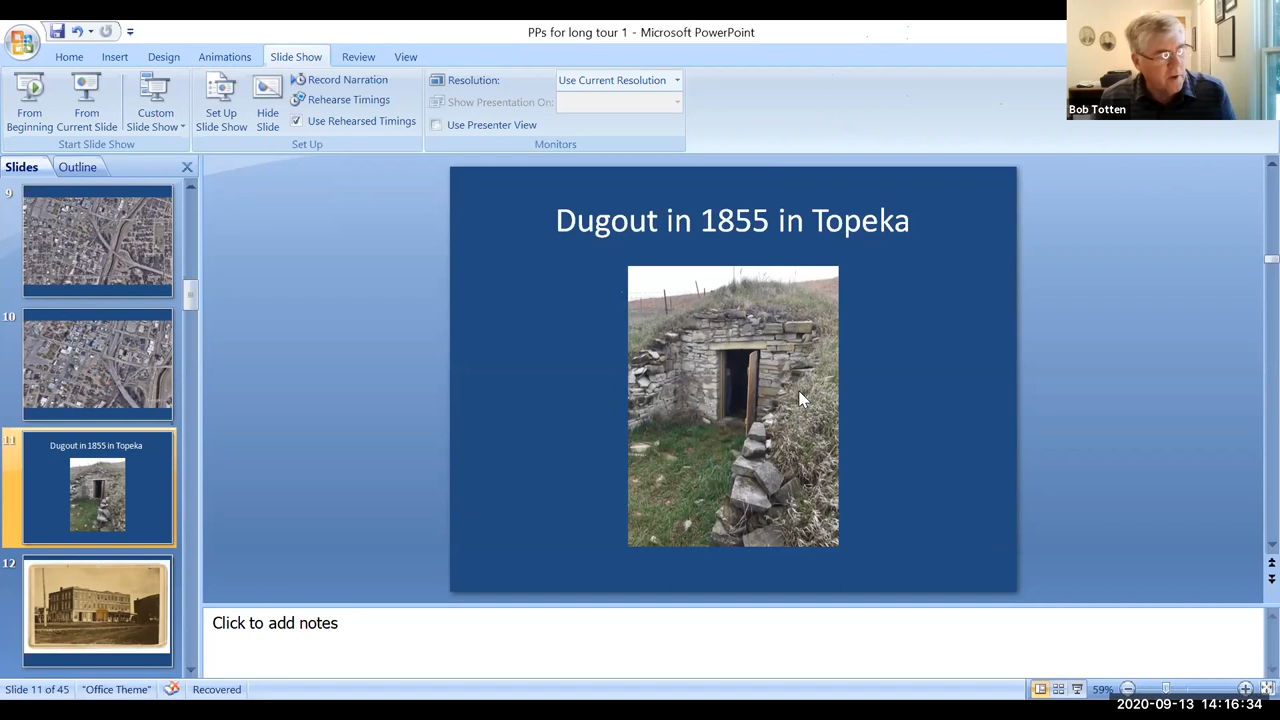 PPs for long tour 1 - Microsoft PowerPoint
Home Insert Design Animations Slide Show Review View
From Beginning
From Current Slide
Custom Slide Show
Start Slide Show
Set Up Slide Show
Hide Slide
Record Narration
Rehearse Timings
Use Rehearsed Timings
Set Up
Resolution: Use Current Resolution
Show Presentation On:
Use Presenter View
Monitors
Bob Totten
Slides Outline
9
10
11
Dugout in 1855 in Topeka
12
Dugout in 1855 in Topeka
Click to add notes
Slide 11 of 45 "Office Theme" Recovered
59%
2020-09-13 14:16:34